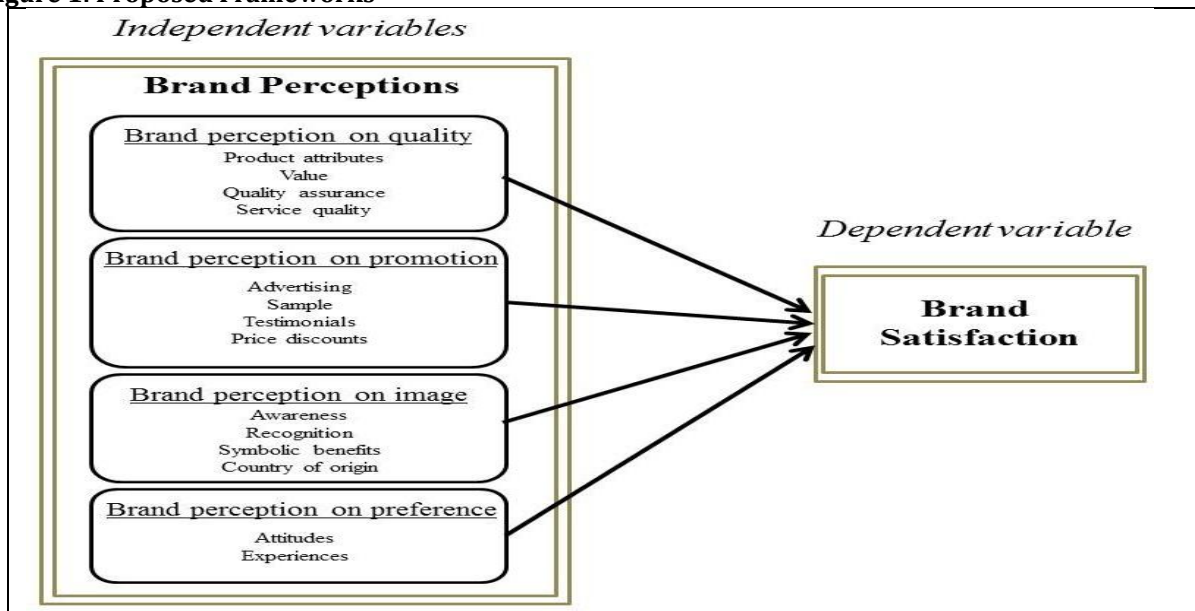 Independent variables
Brand Perceptions
Brand perception on quality
Product attributes
Value
Quality assurance
Service quality
Brand perception on promotion
Advertising
Sample
Testimonials
Price discounts
Brand perception on image
Awareness
Recognition
Symbolic benefits
Country of origin
Brand perception on preference
Attitudes
Experiences
Dependent variable
Brand
Satisfaction